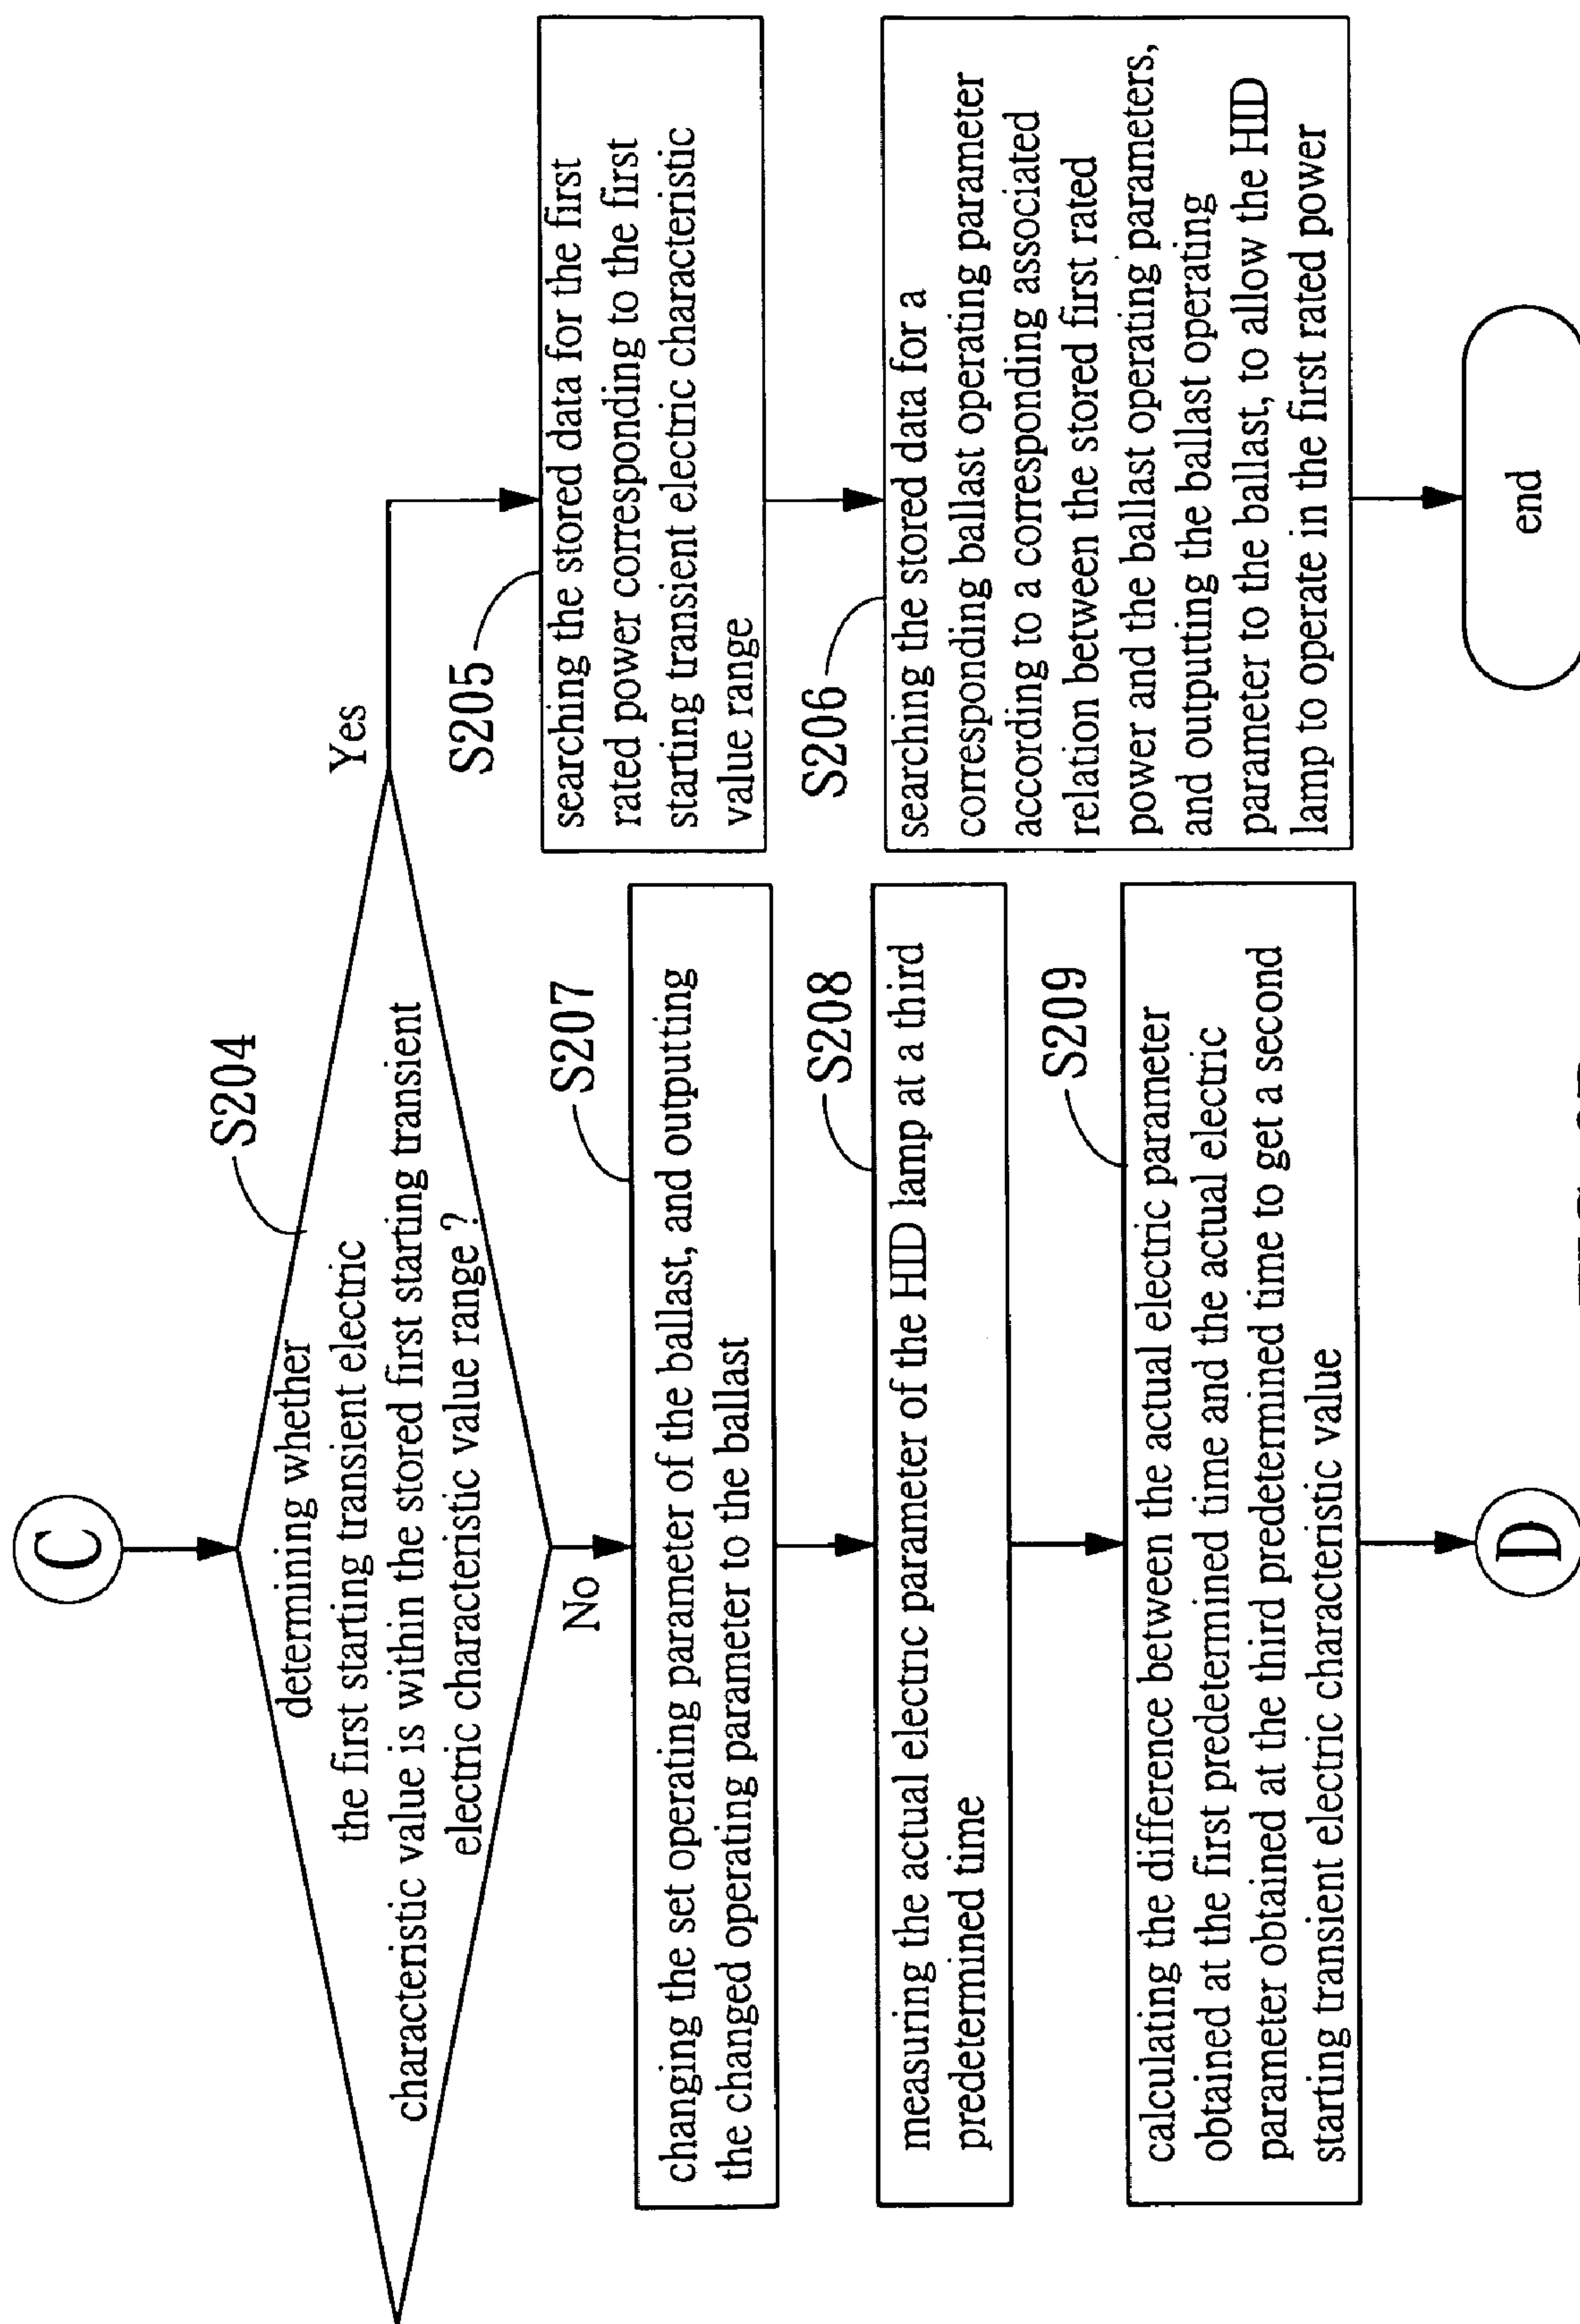 C
S204
determining whether
the first starting transient electric
characteristic value is within the stored first starting transient
electric characteristic value range ?
Yes
No
S205
searching the stored data for the first
rated power corresponding to the first
starting transient electric characteristic
value range
S206
searching the stored data for a
corresponding ballast operating parameter
according to a corresponding associated
relation between the stored first rated
power and the ballast operating parameters,
and outputting the ballast operating
parameter to the ballast, to allow the HID
lamp to operate in the first rated power
end
S207
changing the set operating parameter of the ballast, and outputting
the changed operating parameter to the ballast
S208
measuring the actual electric parameter of the HID lamp at a third
predetermined time
S209
calculating the difference between the actual electric parameter
obtained at the first predetermined time and the actual electric
parameter obtained at the third predetermined time to get a second
starting transient electric characteristic value
D